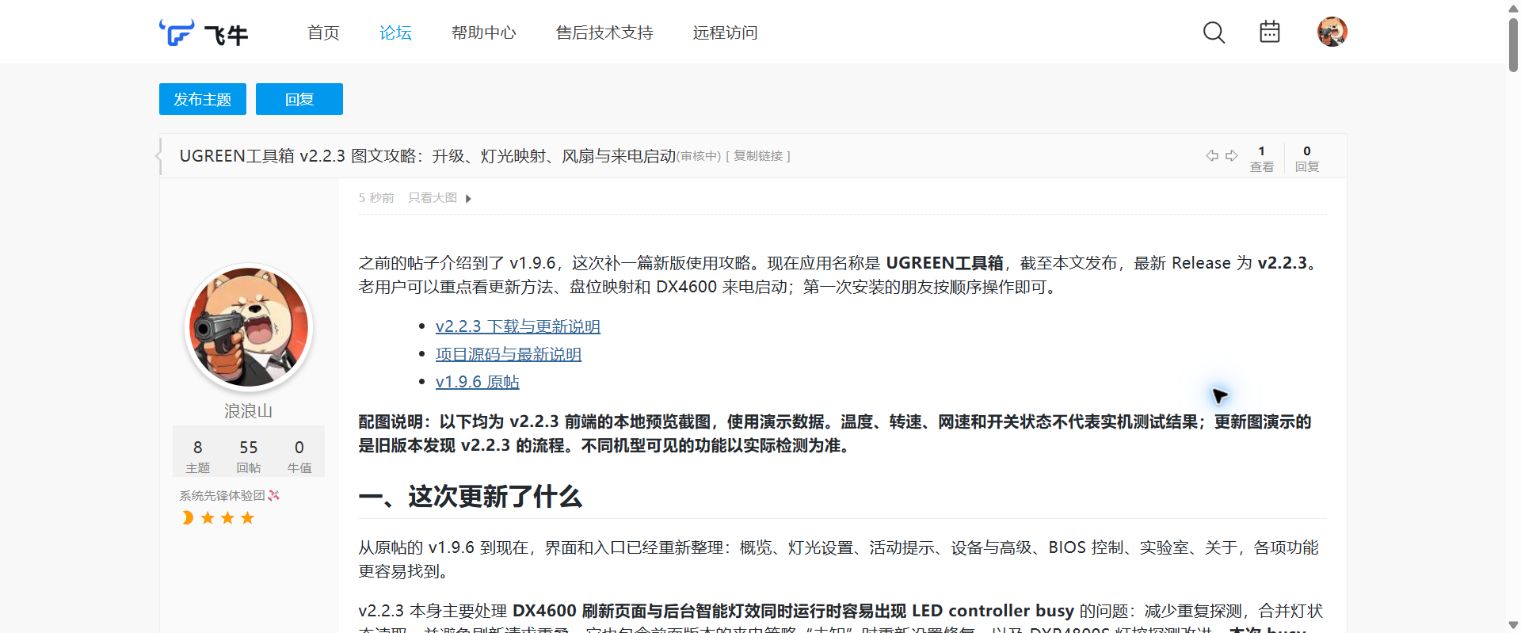 飞牛 首页 论坛 帮助中心 售后技术支持 远程访问
发布主题 回复
UGREEN工具箱 v2.2.3 图文攻略：升级、灯光映射、风扇与来电启动(审核中) [ 复制链接 ]
1
查看
0
回复
5 秒前 只看大图
之前的帖子介绍到了 v1.9.6，这次补一篇新版使用攻略。现在应用名称是 UGREEN工具箱，截至本文发布，最新 Release 为 v2.2.3。
老用户可以重点看更新方法、盘位映射和 DX4600 来电启动；第一次安装的朋友按顺序操作即可。
• v2.2.3 下载与更新说明
• 项目源码与最新说明
• v1.9.6 原帖
浪浪山
8 55 0
主题 回帖 牛值
系统先锋体验团
配图说明：以下均为 v2.2.3 前端的本地预览截图，使用演示数据。温度、转速、网速和开关状态不代表实机测试结果；更新图演示的
是旧版本发现 v2.2.3 的流程。不同机型可见的功能以实际检测为准。
一、这次更新了什么
从原帖的 v1.9.6 到现在，界面和入口已经重新整理：概览、灯光设置、活动提示、设备与高级、BIOS 控制、实验室、关于，各项功能
更容易找到。
v2.2.3 本身主要处理 DX4600 刷新页面与后台智能灯效同时运行时容易出现 LED controller busy 的问题：减少重复探测，合并灯状